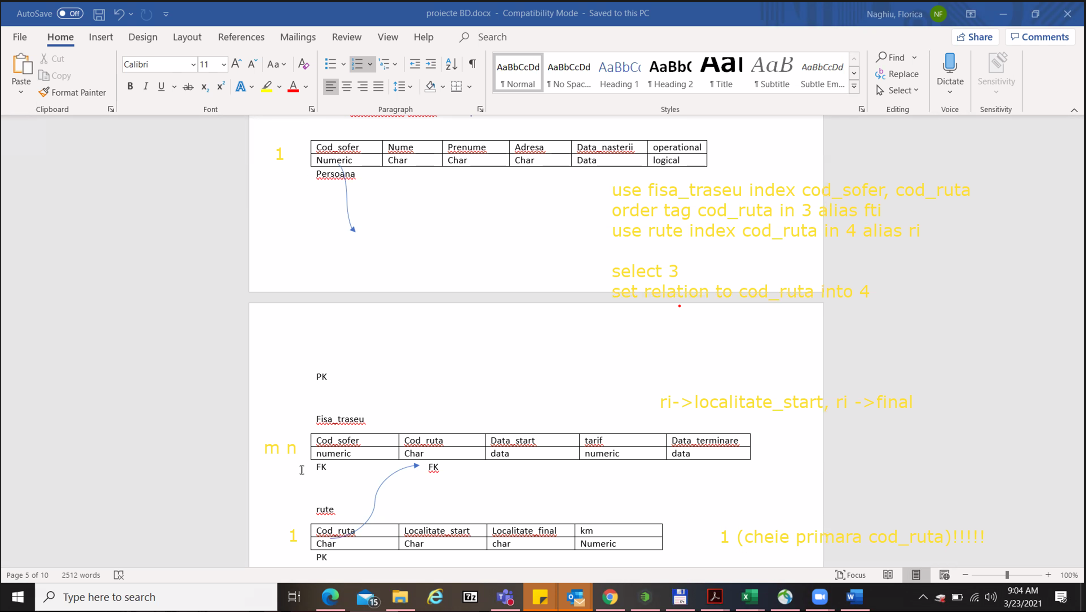 AutoSave Off
proiecte BD.docx - Compatibility Mode - Saved to this PC
Naghiu, Florica NF
File Home Insert Design Layout References Mailings Review View Help Search Share Comments
Paste Cut Copy Format Painter
Calibri 11
AaBbCcDd AaBbCcDd AaBbCc AaBbCc AaB AaBbC AaBbCcDd
¶ Normal ¶ No Spac... Heading 1 Heading 2 Title Subtitle Subtle Em...
Find Replace Select Dictate Sensitivity
Clipboard Font Paragraph Styles Editing Voice Sensitivity
1
Cod_sofer Nume Prenume Adresa Data_nasterii operational
Numeric Char Char Char Data logical
Persoana
use fisa_traseu index cod_sofer, cod_ruta
order tag cod_ruta in 3 alias fti
use rute index cod_ruta in 4 alias ri
select 3
set relation to cod_ruta into 4
PK
ri->localitate_start, ri ->final
Fisa_traseu
m n
Cod_sofer Cod_ruta Data_start tarif Data_terminare
numeric Char data numeric data
FK FK
rute
1
Cod_ruta Localitate_start Localitate_final km
Char Char char Numeric
PK
1 (cheie primara cod_ruta)!!!!!
Page 5 of 10 2512 words Focus 100%
Type here to search
15
9:04 AM
3/23/2021